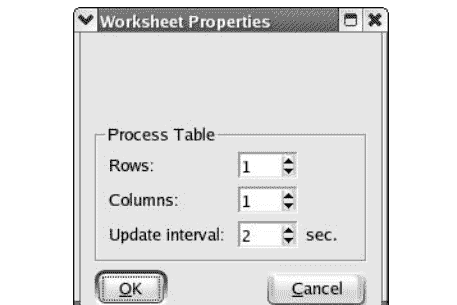 Worksheet Properties
Process Table
Rows: 1
Columns: 1
Update interval: 2 sec.
OK Cancel